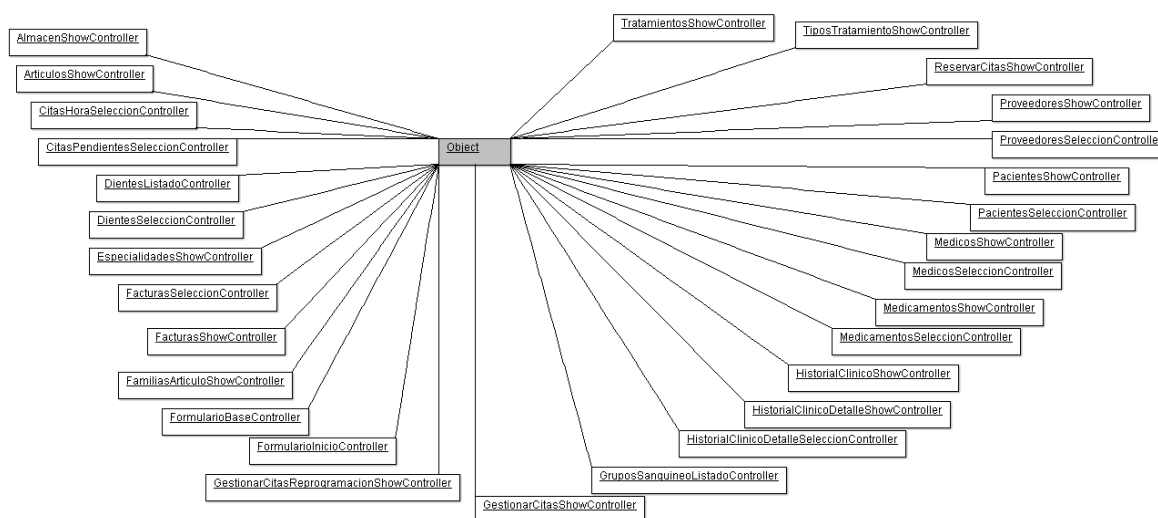 TratamientosShowController
TiposTratamientoShowController
AlmacenShowController
ReservarCitasShowController
ArticulosShowController
ProveedoresShowController
CitasHoraSeleccionController
ProveedoresSeleccionControlle
CitasPendientesSeleccionController
Object
PacientesShowController
DientesListadoController
PacientesSeleccionController
DientesSeleccionController
MedicosShowController
EspecialidadesShowController
MedicosSeleccionController
FacturasSeleccionController
MedicamentosShowController
FacturasShowController
MedicamentosSeleccionController
HistorialClinicoShowController
FamiliasArticuloShowController
HistorialClinicoDetalleShowController
FormularioBaseController
HistorialClinicoDetalleSeleccionController
FormularioInicioController
GruposSanguineoListadoController
GestionarCitasReprogramacionShowController
GestionarCitasShowController